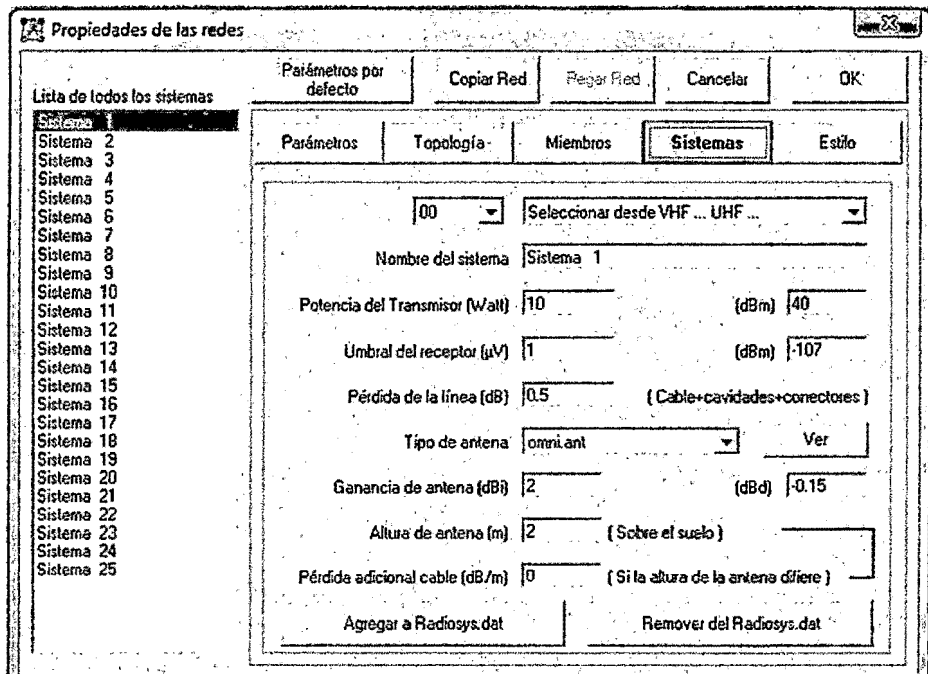 Propiedades de las redes
Parámetros por defecto
Copiar Red
Pegar Red
Cancelar
OK
Lista de todos los sistemas
Sistema 1
Sistema 2
Sistema 3
Sistema 4
Sistema 5
Sistema 6
Sistema 7
Sistema 8
Sistema 9
Sistema 10
Sistema 11
Sistema 12
Sistema 13
Sistema 14
Sistema 15
Sistema 16
Sistema 17
Sistema 18
Sistema 19
Sistema 20
Sistema 21
Sistema 22
Sistema 23
Sistema 24
Sistema 25
Parámetros
Topología
Miembros
Sistemas
Estilo
00
Seleccionar desde VHF ... UHF ...
Nombre del sistema Sistema 1
Potencia del Transmisor (Watt) 10 (dBm) 40
Umbral del receptor (µV) 1 (dBm) -107
Pérdida de la línea (dB) 0.5 ( Cable+cavidades+conectores )
Tipo de antena omni.ant Ver
Ganancia de antena (dBi) 2 (dBd) -0.15
Altura de antena (m) 2 ( Sobre el suelo )
Pérdida adicional cable (dB/m) 0 ( Si la altura de la antena difiere )
Agregar a Radiosys.dat
Remover del Radiosys.dat